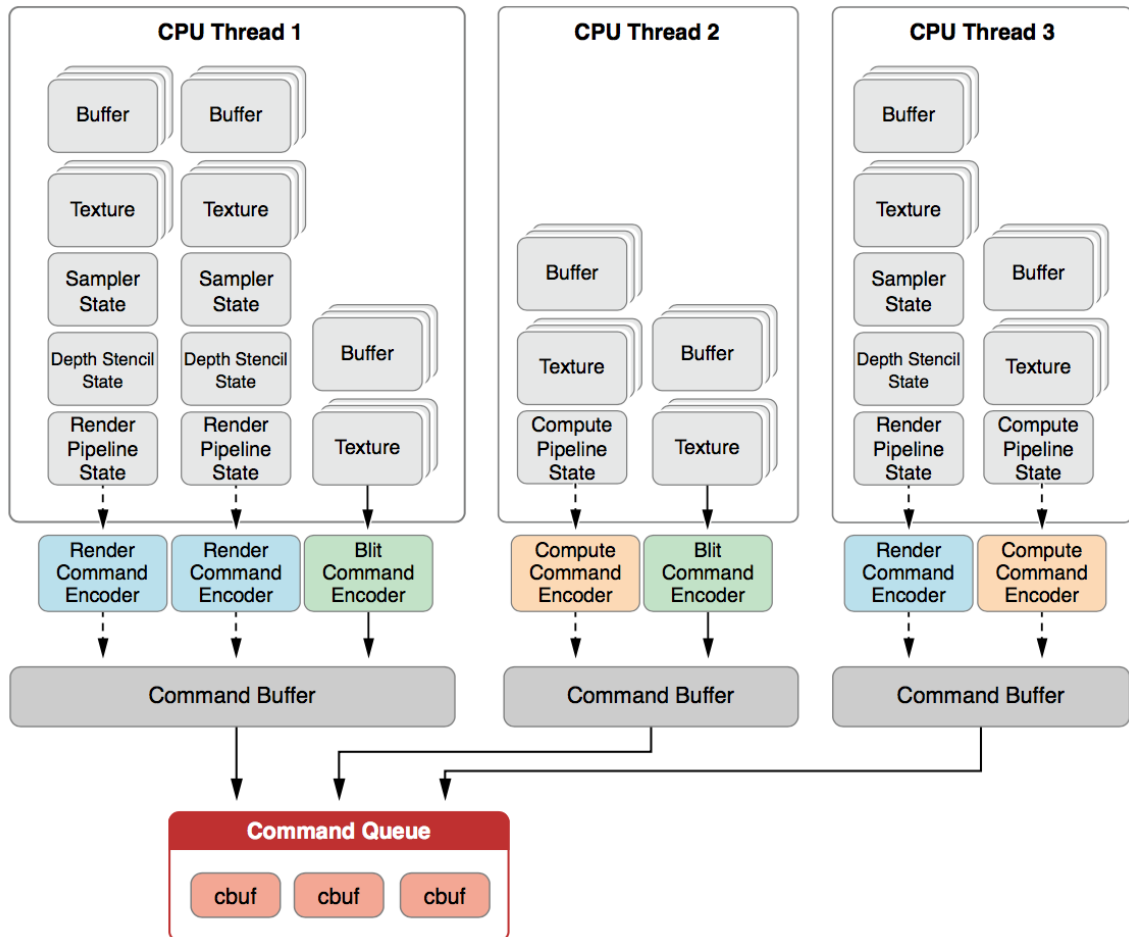 CPU Thread 1
Buffer
Buffer
Texture
Texture
Sampler
State
Sampler
State
Depth Stencil
State
Depth Stencil
State
Buffer
Render
Pipeline
State
Render
Pipeline
State
Texture
CPU Thread 2
Buffer
Texture
Buffer
Compute
Pipeline
State
Texture
CPU Thread 3
Buffer
Texture
Sampler
State
Buffer
Depth Stencil
State
Texture
Render
Pipeline
State
Compute
Pipeline
State
Render
Command
Encoder
Render
Command
Encoder
Blit
Command
Encoder
Compute
Command
Encoder
Blit
Command
Encoder
Render
Command
Encoder
Compute
Command
Encoder
Command Buffer
Command Buffer
Command Buffer
Command Queue
cbuf
cbuf
cbuf